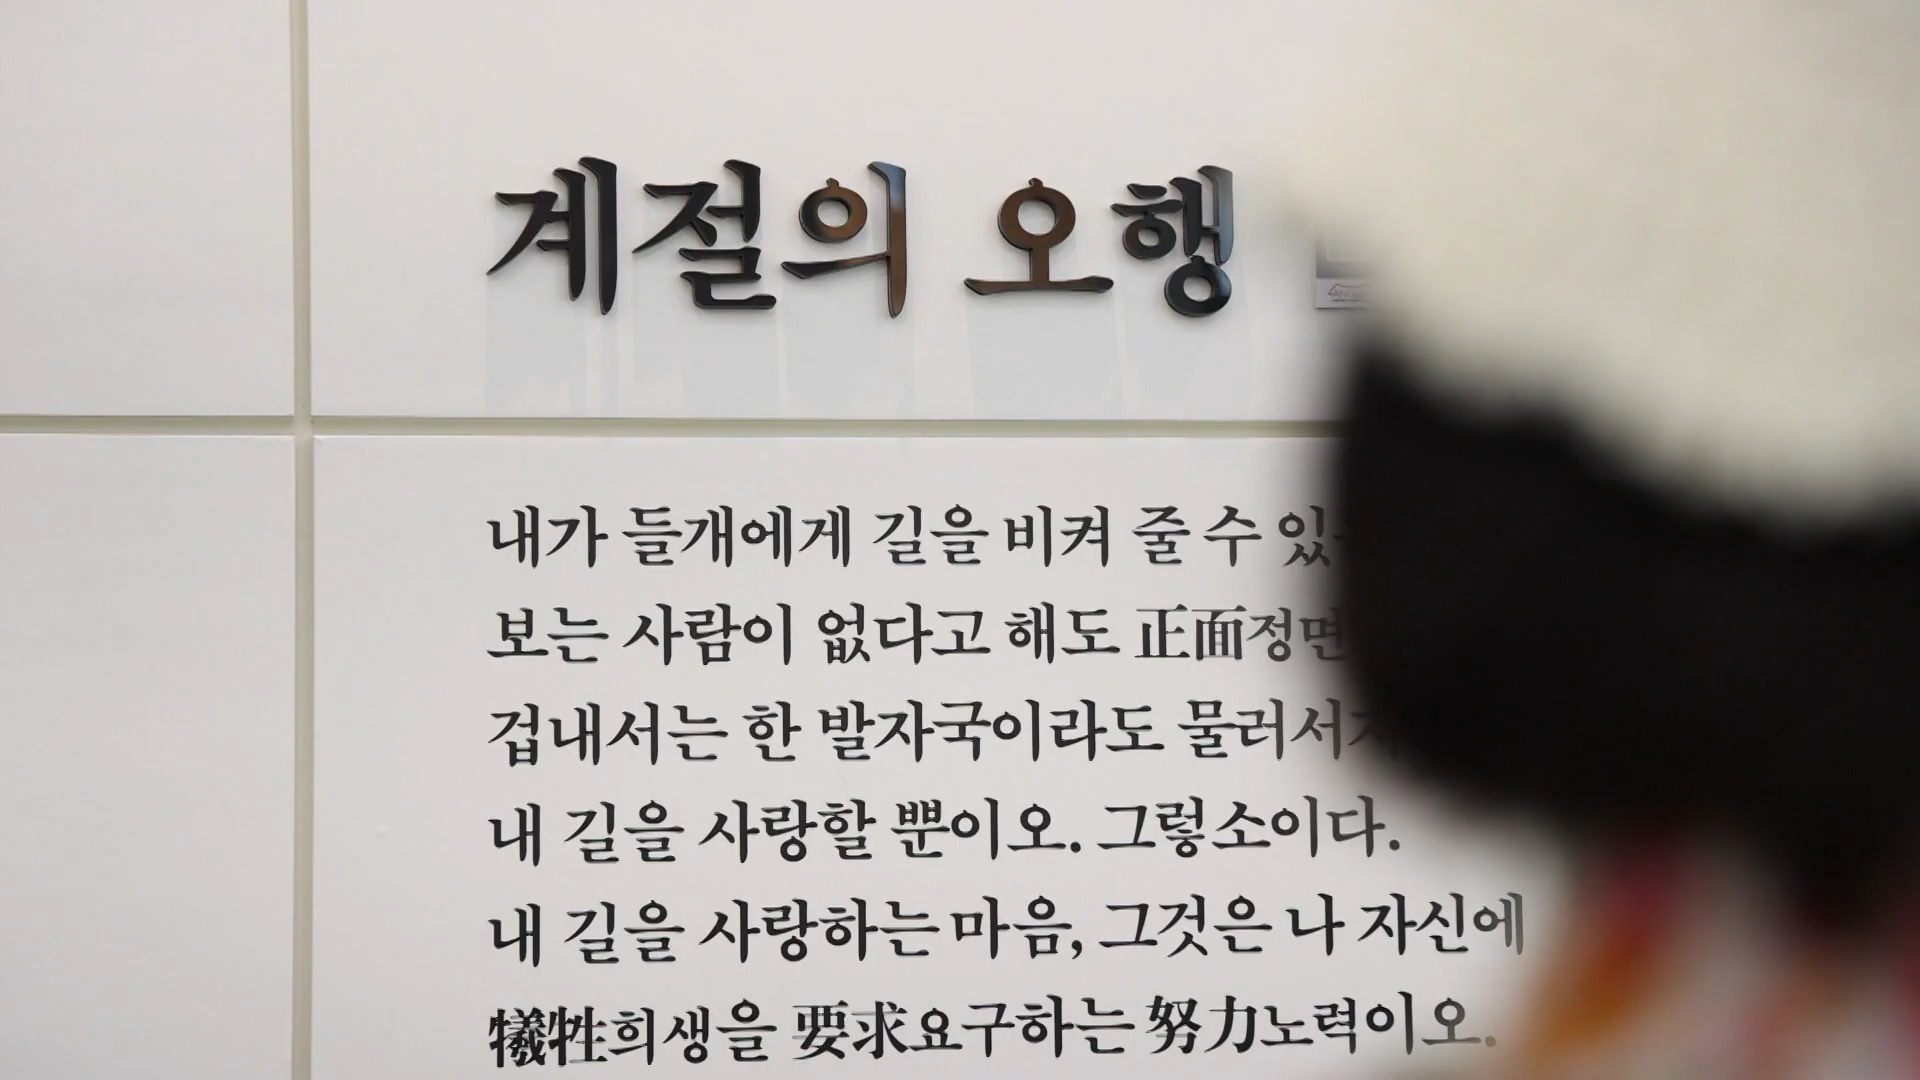 계절의 오행
내가 들개에게 길을 비켜 줄 수
보는 사람이 없다고 해도 正面정면
겁내서는 한 발자국이라도
내 길을 사랑할 뿐이오. 그렇소이다.
내 길을 사랑하는 마음, 그것은 나 자신에
犧牲희생을 要求요구하는 努力노력이오.